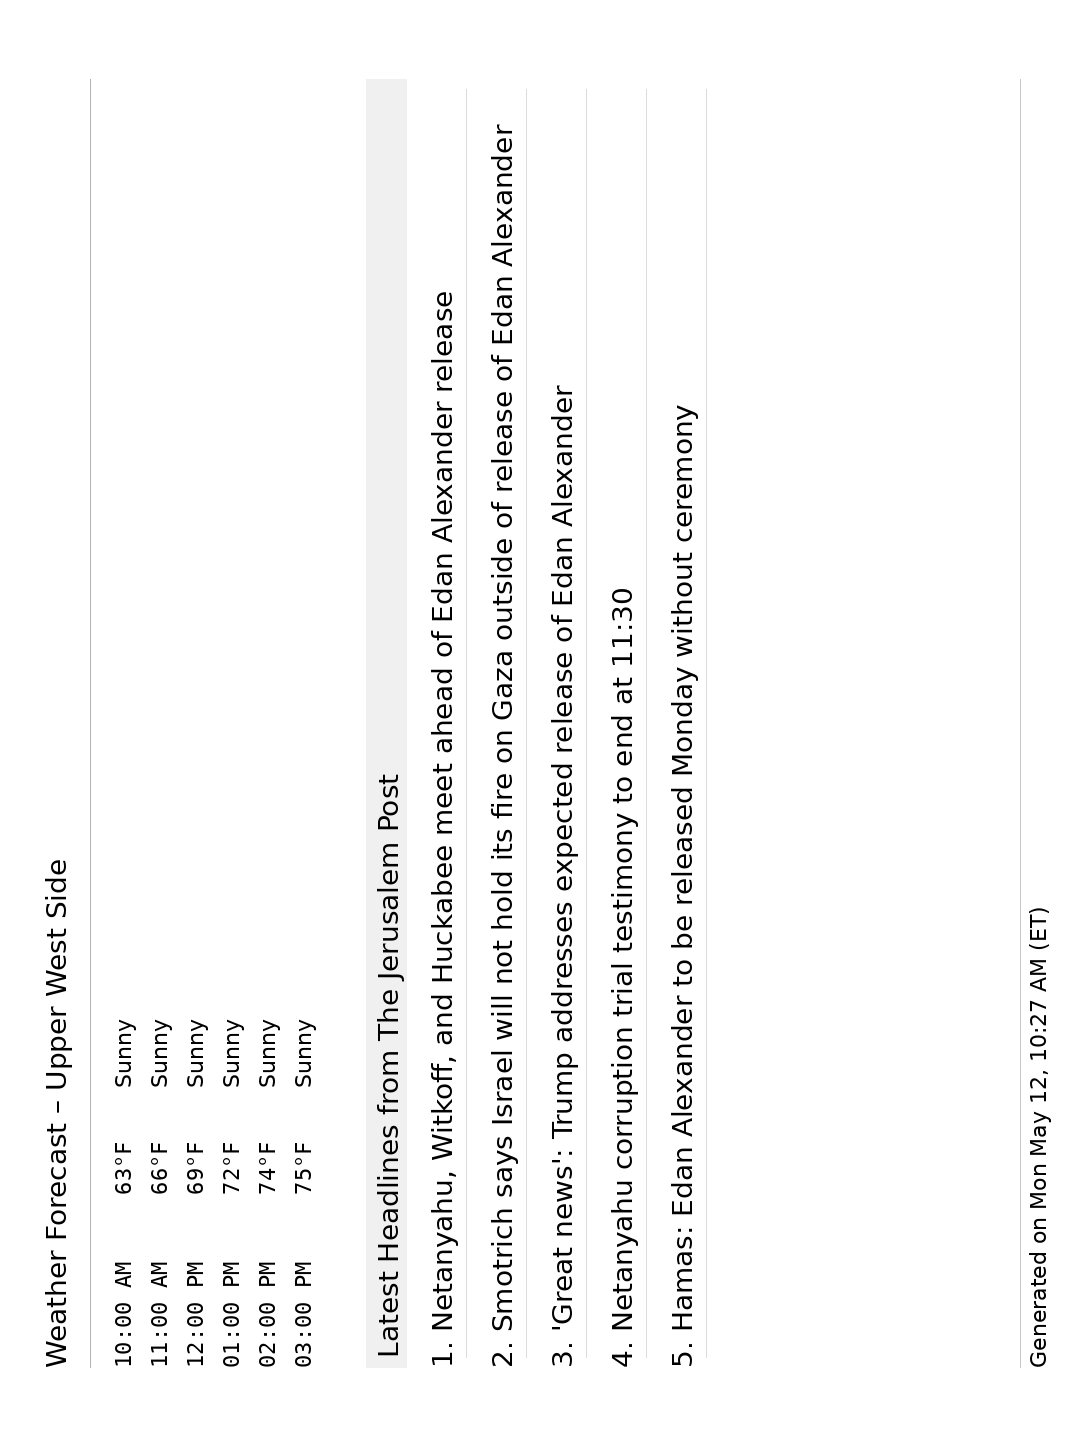 Weather Forecast – Upper West Side
10:00 AM 63°F Sunny
11:00 AM 66°F Sunny
12:00 PM 69°F Sunny
01:00 PM 72°F Sunny
02:00 PM 74°F Sunny
03:00 PM 75°F Sunny
Latest Headlines from The Jerusalem Post
1. Netanyahu, Witkoff, and Huckabee meet ahead of Edan Alexander release
2. Smotrich says Israel will not hold its fire on Gaza outside of release of Edan Alexander
3. 'Great news': Trump addresses expected release of Edan Alexander
4. Netanyahu corruption trial testimony to end at 11:30
5. Hamas: Edan Alexander to be released Monday without ceremony
Generated on Mon May 12, 10:27 AM (ET)